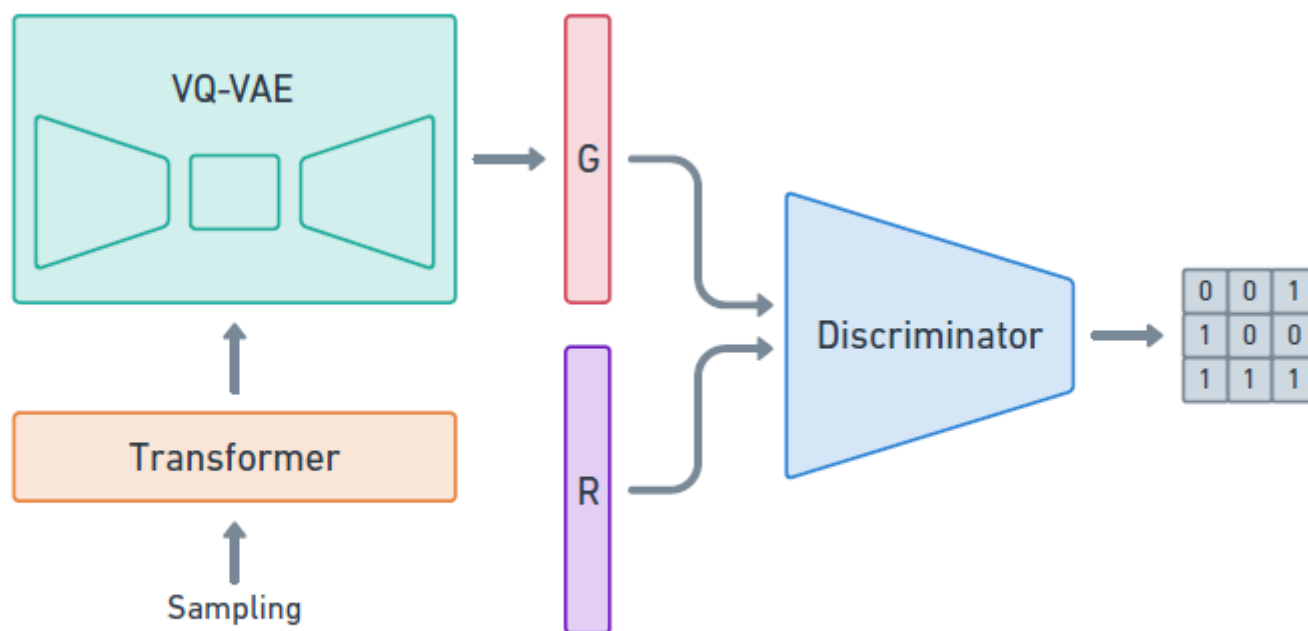 VQ-VAE
G
Transformer
Sampling
R
Discriminator
0 0 1
1 0 0
1 1 1